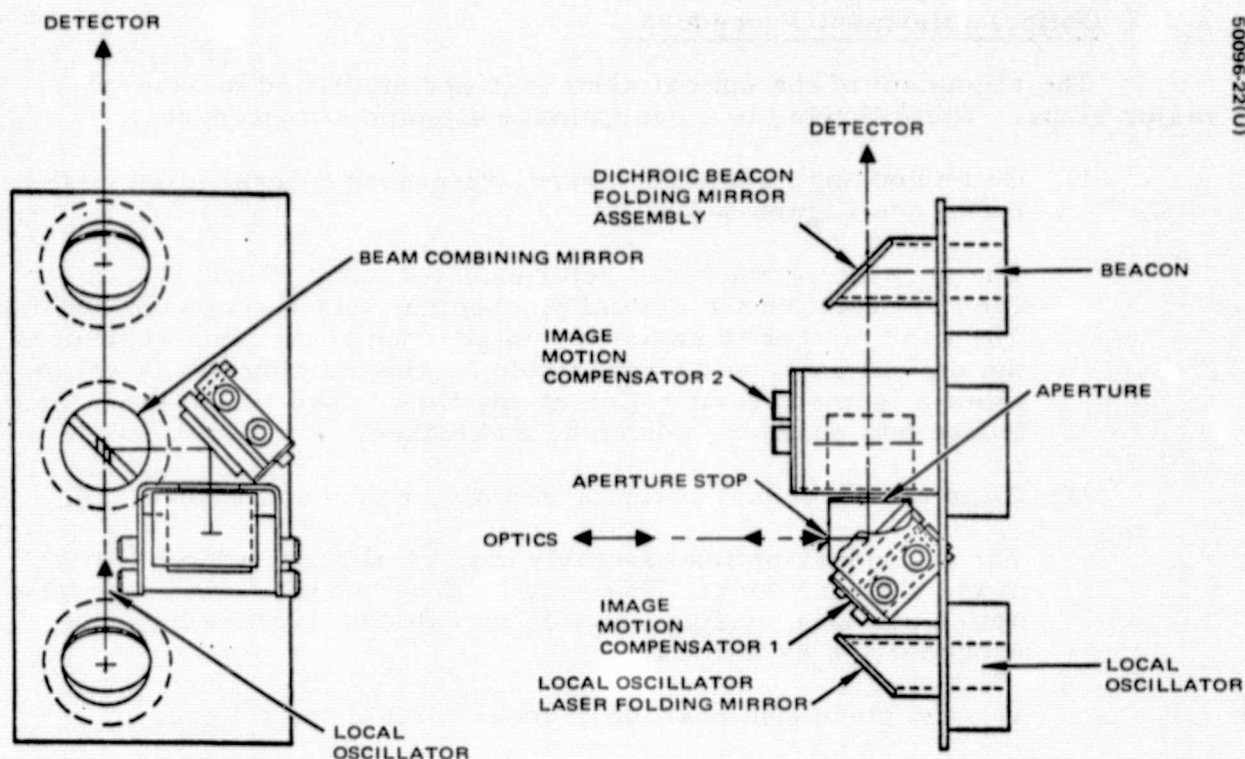 DETECTOR
50096-22(U)
DETECTOR
DICHROIC BEACON
FOLDING MIRROR
ASSEMBLY
BEAM COMBINING MIRROR
BEACON
IMAGE
MOTION
COMPENSATOR 2
APERTURE
APERTURE STOP
OPTICS
IMAGE
MOTION
COMPENSATOR 1
LOCAL OSCILLATOR
LASER FOLDING MIRROR
LOCAL
OSCILLATOR
LOCAL
OSCILLATOR